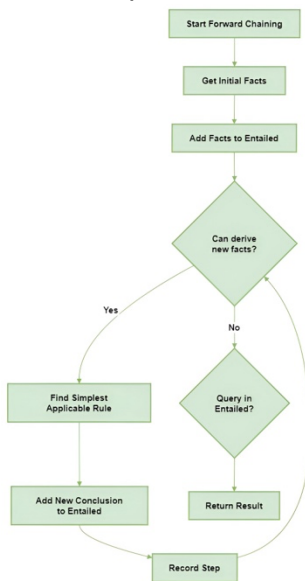 Start Forward Chaining
Get Initial Facts
Add Facts to Entailed
Can derive
new facts?
Yes
No
Find Simplest
Applicable Rule
Query in
Entailed?
Add New Conclusion
to Entailed
Return Result
Record Step